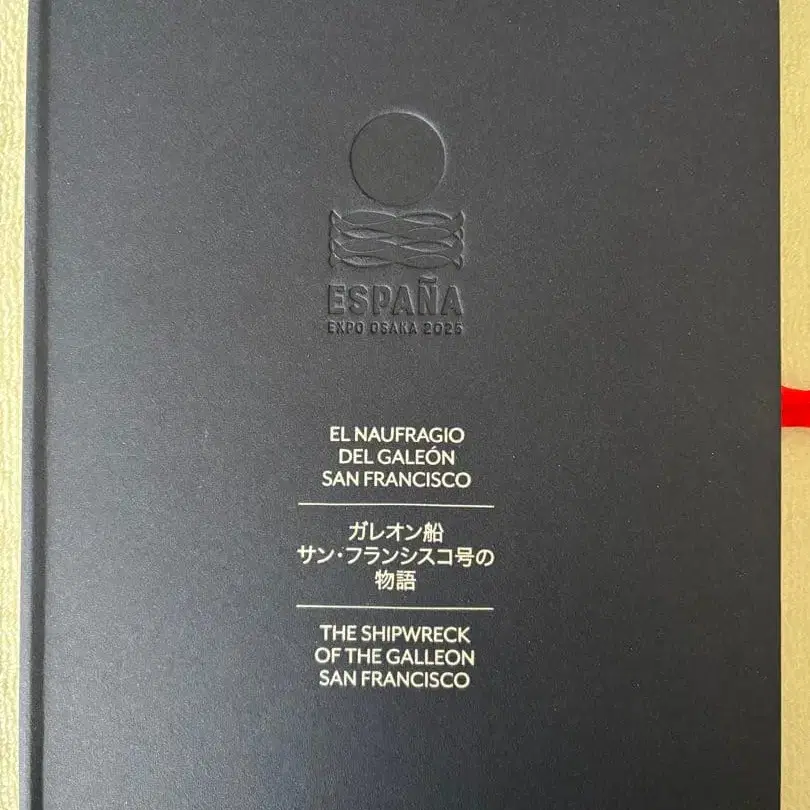 ESPAÑA
EXPO OSAKA 2025
EL NAUFRAGIO
DEL GALEÓN
SAN FRANCISCO
ガレオン船
サン・フランシスコ号の
物語
THE SHIPWRECK
OF THE GALLEON
SAN FRANCISCO